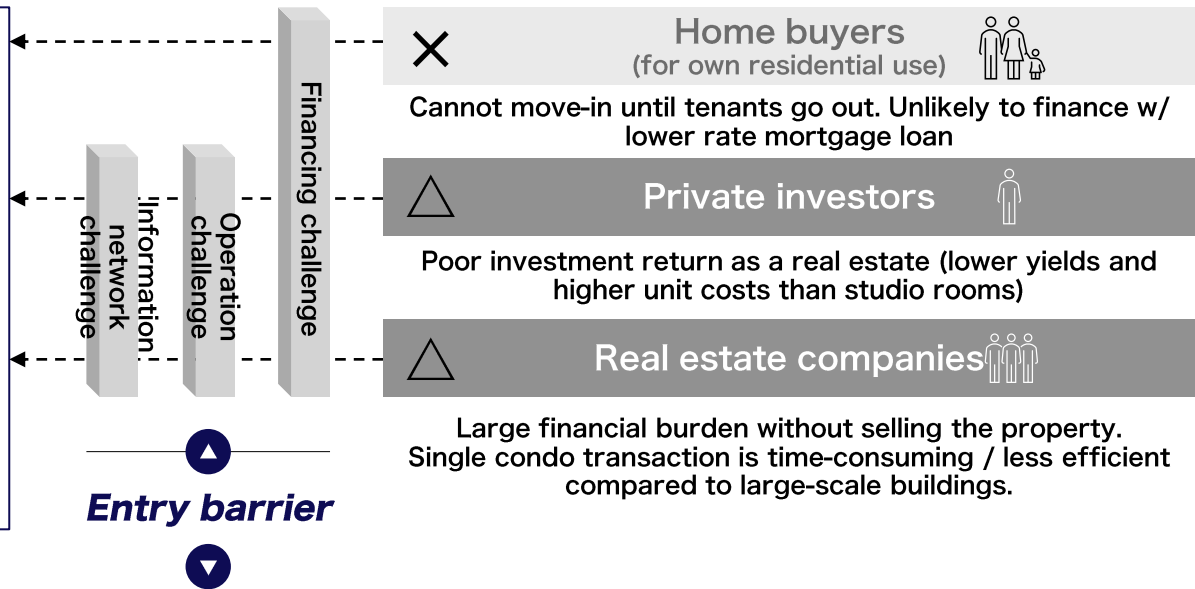 Home buyers
(for own residential use)
Cannot move-in until tenants go out. Unlikely to finance w/
lower rate mortgage loan
Private investors
Poor investment return as a real estate (lower yields and
higher unit costs than studio rooms)
Real estate companies
Large financial burden without selling the property.
Single condo transaction is time-consuming / less efficient
compared to large-scale buildings.
Information
network
challenge
Operation
challenge
Financing challenge
Entry barrier